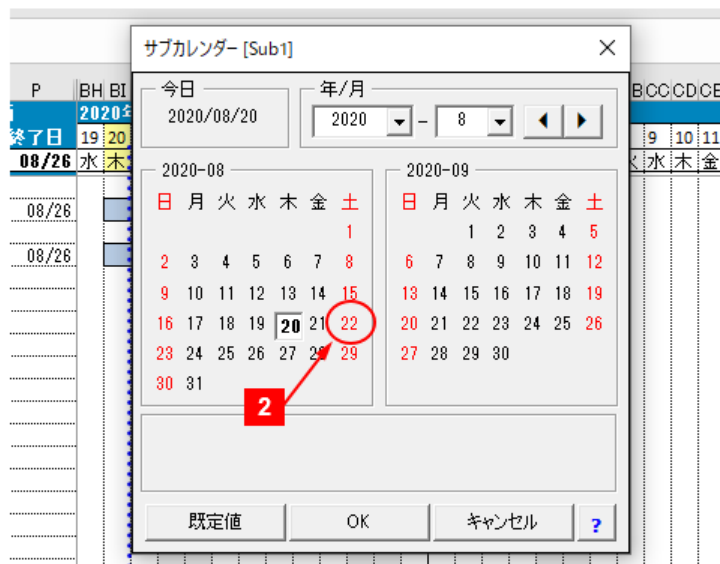 サブカレンダー [Sub1]
P BH BI BCCCDCE
2020年
終了日 19 20 9 10 11
08/26 水 木 水 木 金
08/26
08/26
今日
2020/08/20
年/月
2020 - 8
2020-08
日 月 火 水 木 金 土
1
2 3 4 5 6 7 8
9 10 11 12 13 14 15
16 17 18 19 20 21 22
23 24 25 26 27 28 29
30 31
2020-09
日 月 火 水 木 金 土
1 2 3 4 5
6 7 8 9 10 11 12
13 14 15 16 17 18 19
20 21 22 23 24 25 26
27 28 29 30
2
既定値 OK キャンセル ?